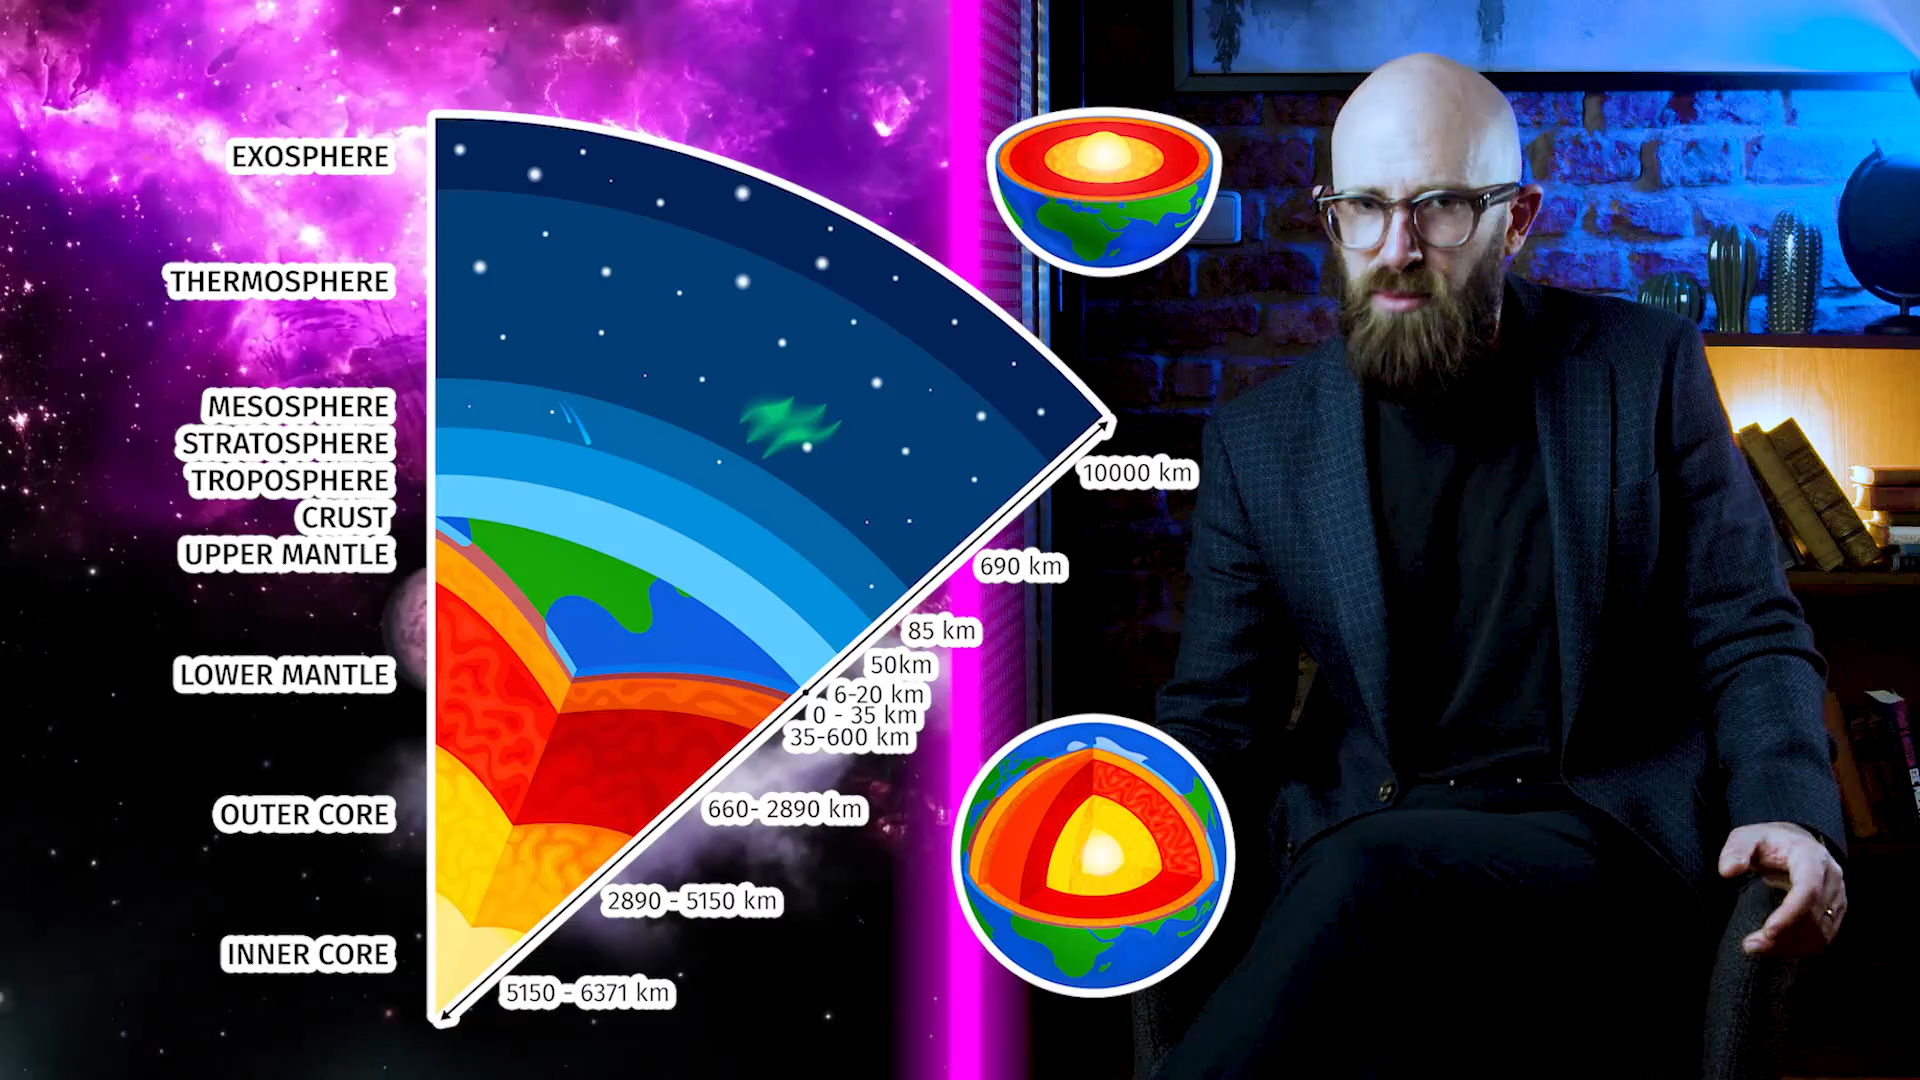 EXOSPHERE
THERMOSPHERE
MESOSPHERE
STRATOSPHERE
TROPOSPHERE
CRUST
UPPER MANTLE
LOWER MANTLE
OUTER CORE
INNER CORE
10000 km
690 km
85 km
50km
6-20 km
0 - 35 km
35-600 km
660- 2890 km
2890 - 5150 km
5150 - 6371 km